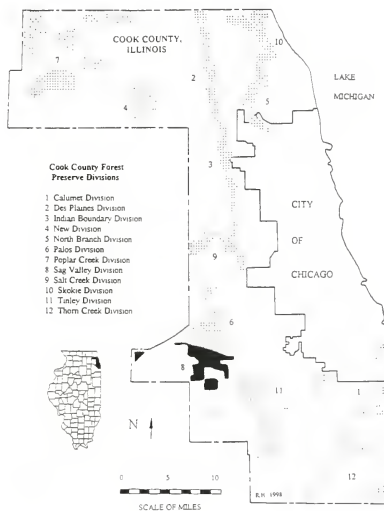 COOK COUNTY,
ILLINOIS
10
7
2
LAKE
MICHIGAN
4
5
Cook County Forest
Preserve Divisions
3
1 Calumet Division
2 Des Plaines Division
3 Indian Boundary Division
4 New Division
5 North Branch Division
6 Palos Division
7 Poplar Creek Division
8 Sag Valley Division
9 Salt Creek Division
10 Skokie Division
11 Tinley Division
12 Thorn Creek Division
CITY
OF
CHICAGO
9
6
8
11
1
3
N
12
0 5 10
R.H. 1998
SCALE OF MILES